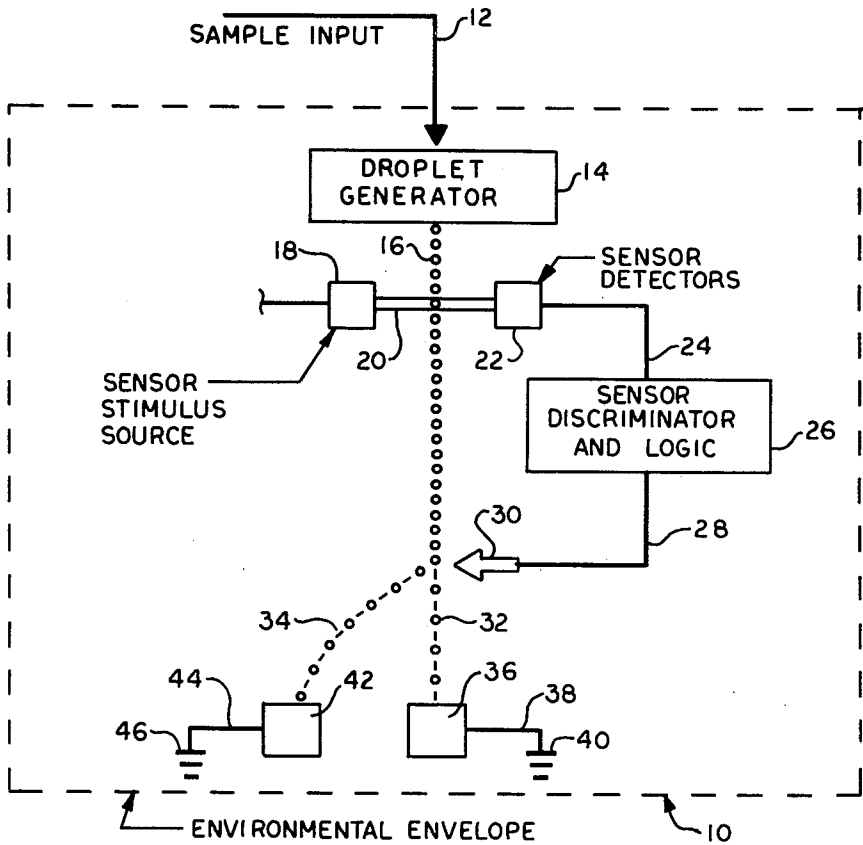 SAMPLE INPUT
12
DROPLET
GENERATOR
14
16
18
SENSOR
DETECTORS
20
22
24
SENSOR
STIMULUS
SOURCE
SENSOR
DISCRIMINATOR
AND LOGIC
26
28
30
32
34
36
38
40
42
44
46
ENVIRONMENTAL ENVELOPE
10